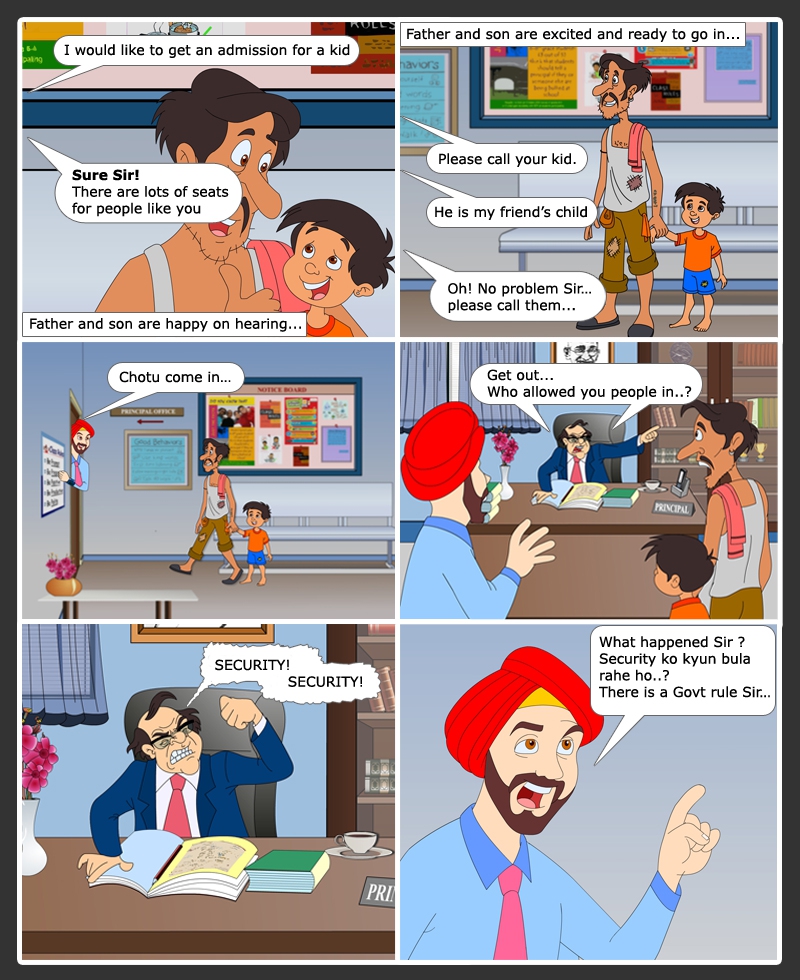 I would like to get an admission for a kid
Sure Sir!
There are lots of seats
for people like you
Father and son are happy on hearing...
Father and son are excited and ready to go in...
Please call your kid.
He is my friend's child
Oh! No problem Sir...
please call them...
Chotu come in...
PRINCIPAL OFFICE
NOTICE BOARD
Good Behaviors
Class Rules
Get out...
Who allowed you people in..?
PRINCIPAL
SECURITY!
SECURITY!
PRI
What happened Sir ?
Security ko kyun bula
rahe ho..?
There is a Govt rule Sir...